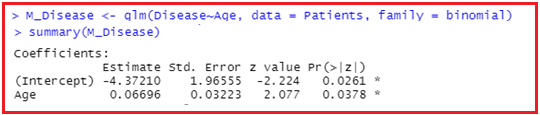 > M_Disease <- glm(Disease~Age, data = Patients, family = binomial)
> summary(M_Disease)
Coefficients:
Estimate Std. Error z value Pr(>|z|)
(Intercept) -4.37210 1.96555 -2.224 0.0261 *
Age 0.06696 0.03223 2.077 0.0378 *